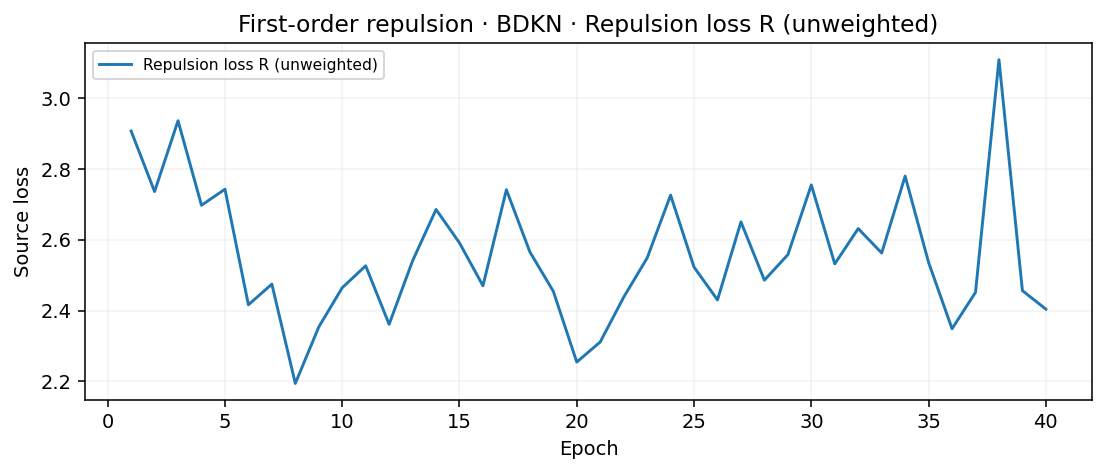 First-order repulsion · BDKN · Repulsion loss R (unweighted)
Repulsion loss R (unweighted)
Source loss
3.0
2.8
2.6
2.4
2.2
0 5 10 15 20 25 30 35 40
Epoch